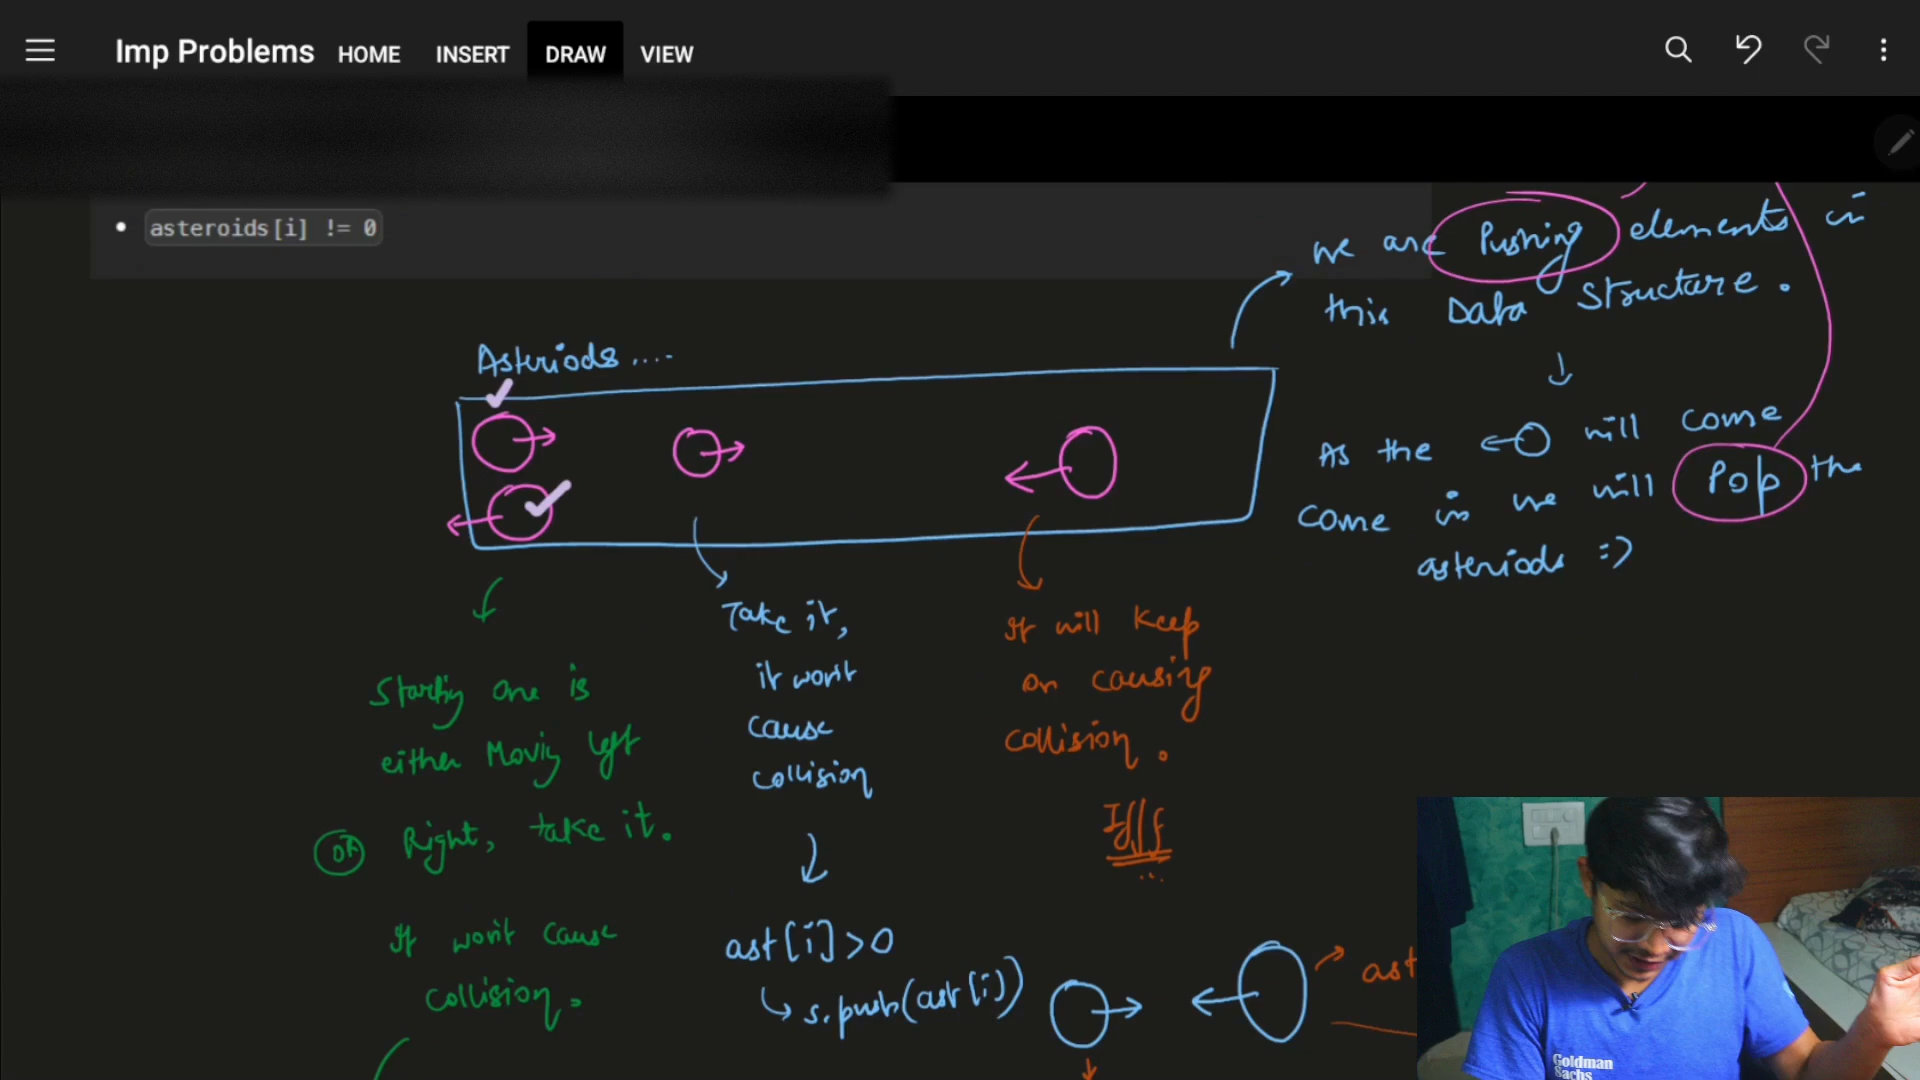 Imp Problems HOME INSERT DRAW VIEW
asteroids[i] != 0
we are Pushing elements in
this Data Structure.
Asteriods....
As the will come
come in we will Pop the
asteriods =>
Take it,
it won't
cause
collision
It will keep
on causing
collision.
Iff
Starting one is
either Moving left
OR Right, take it.
It won't cause
collision.
ast[i]>0
s.push(ast[i])
ast
Goldman
Sachs